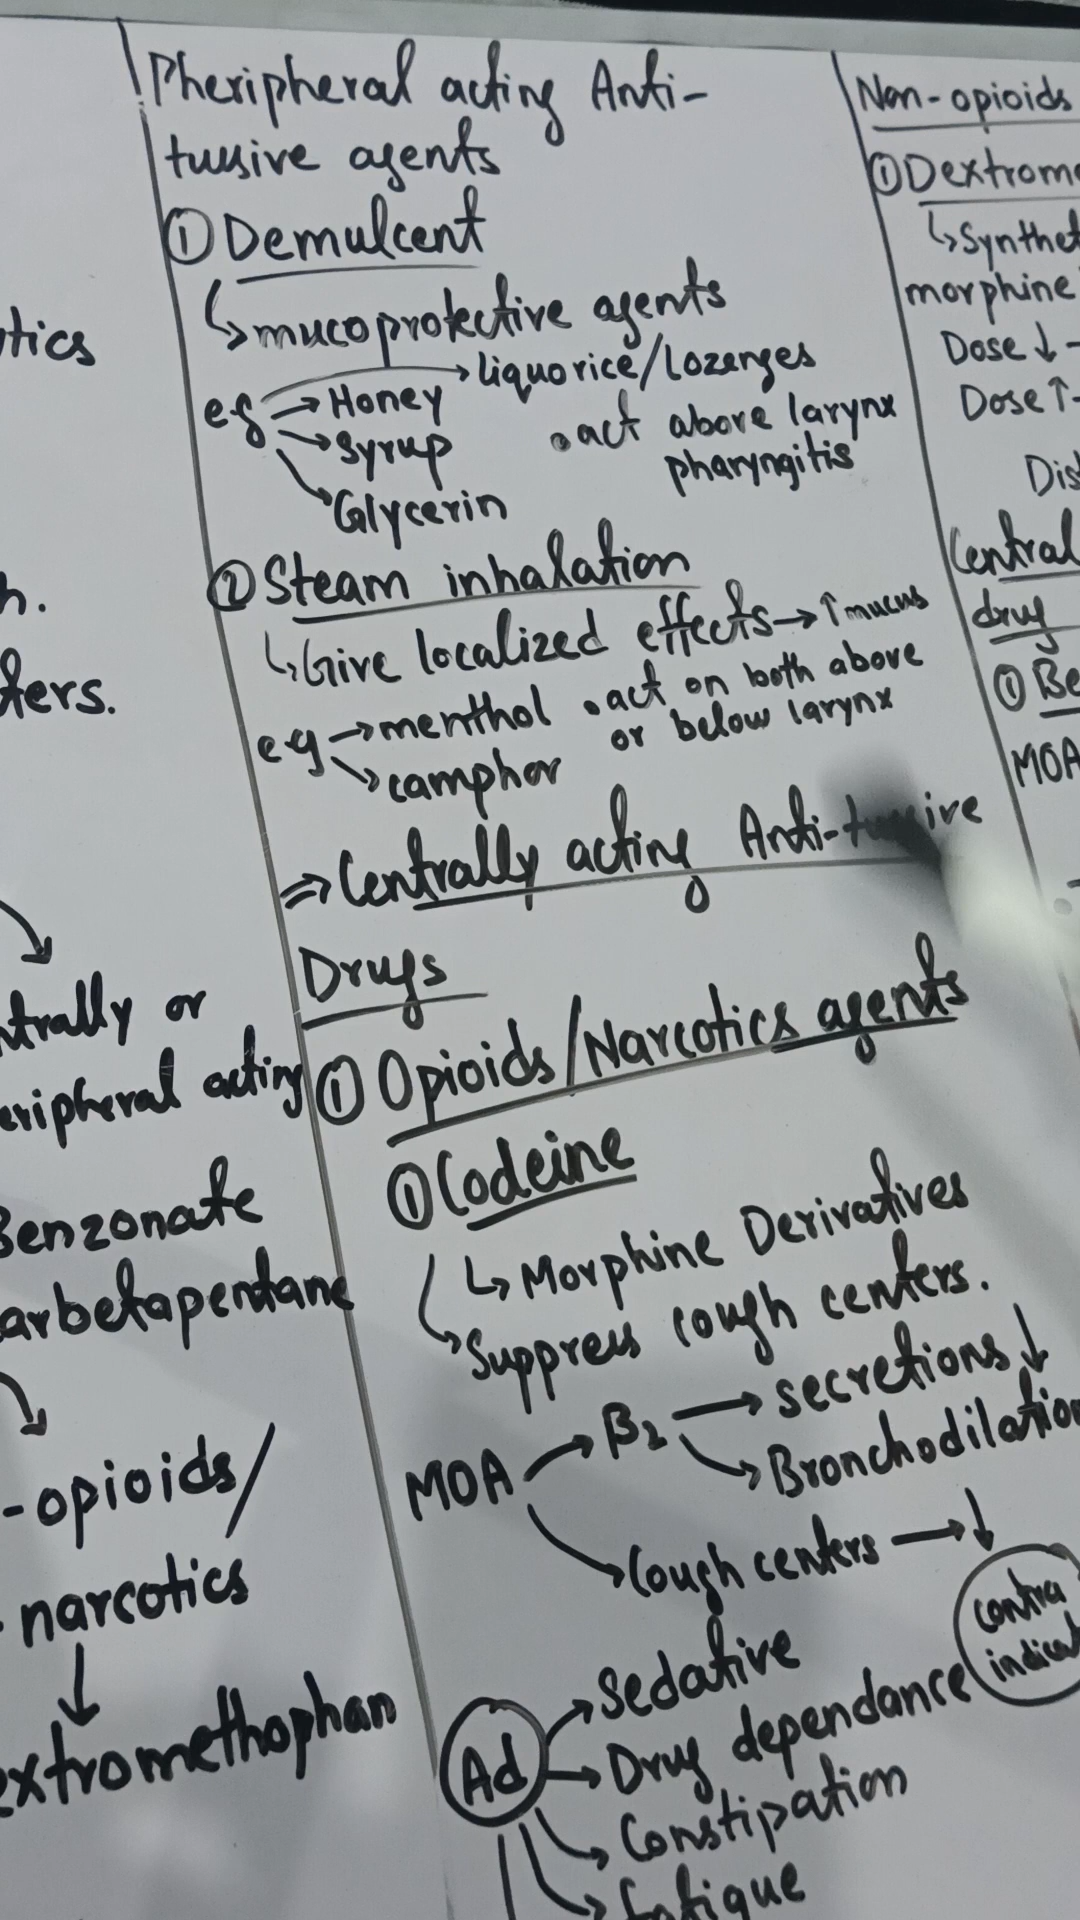 tics
h.
ters.
ntrally or
eripheral acting
Benzonate
arbetapentane
-opioids/
narcotics
↓
extromethophan
Pheripheral acting Anti-
tussive agents
① Demulcent
↳ mucoprotective agents
→ liquorice/Lozenges
eg → Honey
→ Syrup
→ Glycerin
• act above larynx
pharyngitis
② Steam inhalation
↳ Give localized effects → ↑ mucus
eg → menthol
→ camphor
• act on both above
or below larynx
⇒ Centrally acting Anti-tussive
Drugs
① Opioids/Narcotics agents
① Codeine
↳ Morphine Derivatives
↳ Suppress cough centers.
MOA → β₂ → secretions ↓
→ Bronchodilation
→ Cough centers → ↓
contra
indicat
Ad → Sedative
→ Drug dependance
→ Constipation
→ Fatigue
Non-opioids
① Dextrom
↳ Synthet
morphine
Dose ↓ -
Dose ↑ -
Dis
Central
drug
① Be
MOA